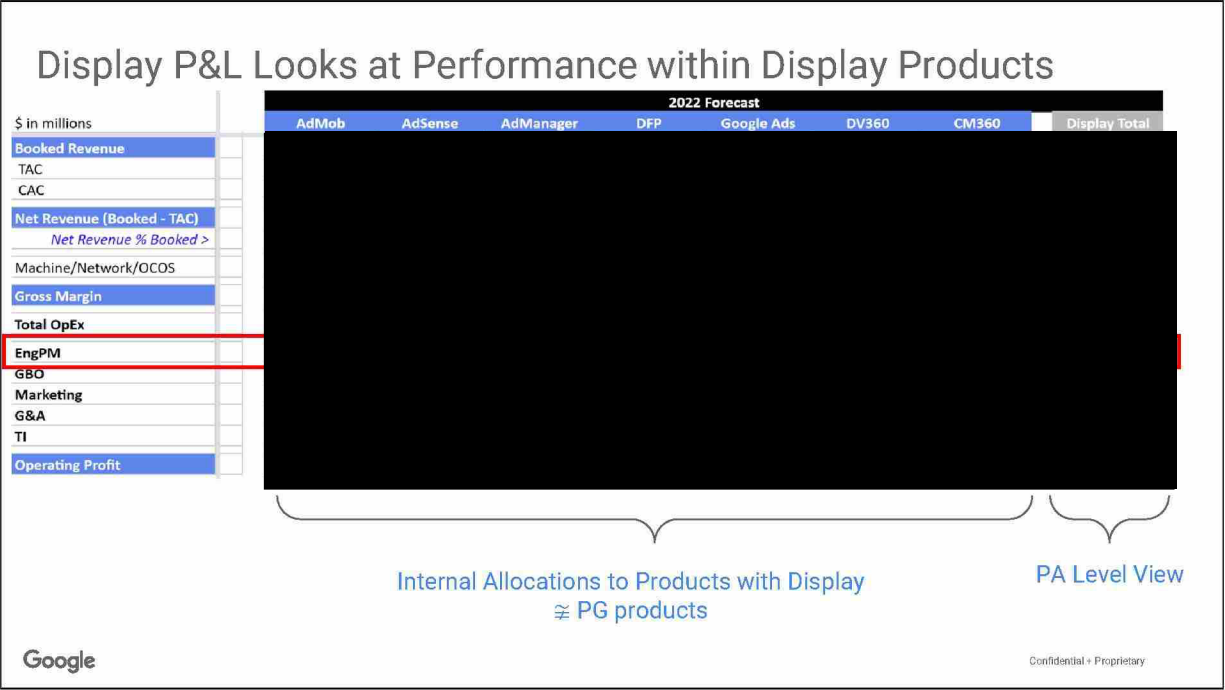 Display P&L Looks at Performance within Display Products
2022 Forecast
$ in millions AdMob AdSense AdManager DFP Google Ads DV360 CM360 Display Total
Booked Revenue
TAC
CAC
Net Revenue (Booked - TAC)
Net Revenue % Booked >
Machine/Network/OCOS
Gross Margin
Total OpEx
EngPM
GBO
Marketing
G&A
TI
Operating Profit
Internal Allocations to Products with Display
≇ PG products
PA Level View
Google
Confidential + Proprietary